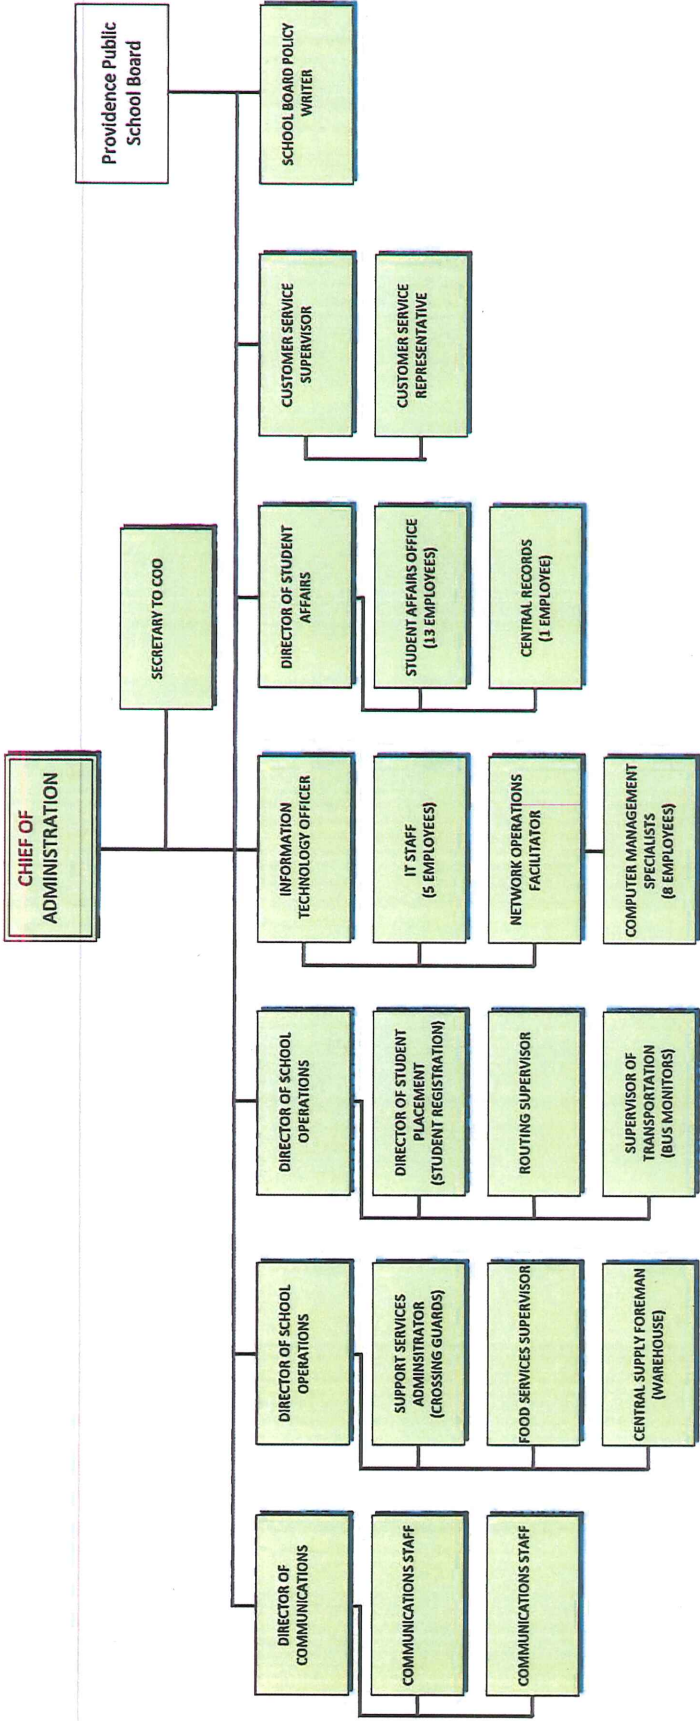 CHIEF OF
ADMINISTRATION
Providence Public
School Board
SECRETARY TO COO
DIRECTOR OF
COMMUNICATIONS
COMMUNICATIONS STAFF
COMMUNICATIONS STAFF
DIRECTOR OF SCHOOL
OPERATIONS
SUPPORT SERVICES
ADMINSITRATOR
(CROSSING GUARDS)
FOOD SERVICES SUPERVISOR
CENTRAL SUPPLY FOREMAN
(WAREHOUSE)
DIRECTOR OF SCHOOL
OPERATIONS
DIRECTOR OF STUDENT
PLACEMENT
(STUDENT REGISTRATION)
ROUTING SUPERVISOR
SUPERVISOR OF
TRANSPORTATION
(BUS MONITORS)
INFORMATION
TECHNOLOGY OFFICER
IT STAFF
(5 EMPLOYEES)
NETWORK OPERATIONS
FACILITATOR
COMPUTER MANAGEMENT
SPECIALISTS
(8 EMPLOYEES)
DIRECTOR OF STUDENT
AFFAIRS
STUDENT AFFAIRS OFFICE
(13 EMPLOYEES)
CENTRAL RECORDS
(1 EMPLOYEE)
CUSTOMER SERVICE
SUPERVISOR
CUSTOMER SERVICE
REPRESENTATIVE
SCHOOL BOARD POLICY
WRITER